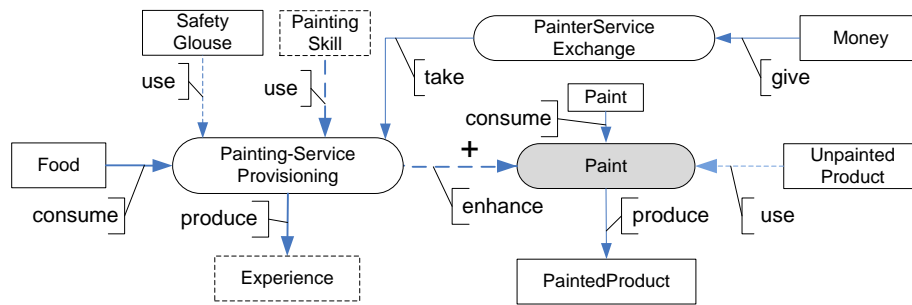 Safety
Glouse
Painting
Skill
PainterService
Exchange
Money
use
use
take
give
Paint
consume
Food
Painting-Service
Provisioning
+
Paint
Unpainted
Product
consume
produce
enhance
produce
use
Experience
PaintedProduct